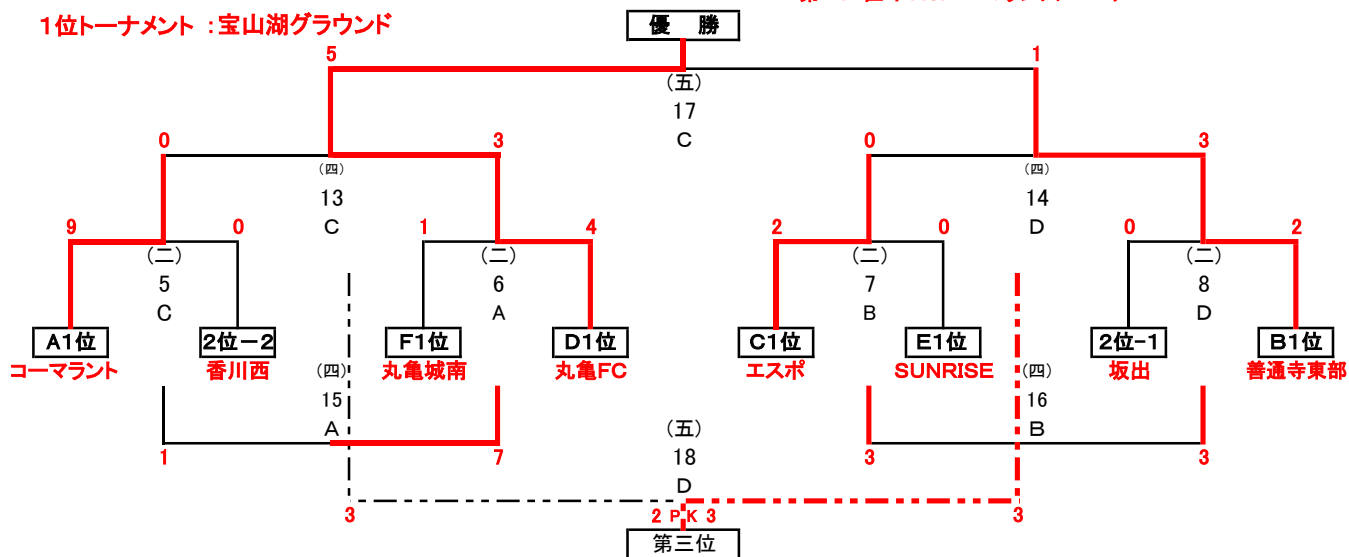 1位トーナメント ：宝山湖グラウンド
優　勝
5
1
（五）
17
C
0
3
0
3
（四）
13
C
（四）
14
D
9
0
1
4
2
0
0
2
（二）
5
C
（二）
6
A
（二）
7
B
（二）
8
D
A1位
2位－2
F1位
D1位
C1位
E1位
2位-1
B1位
コーマラント
香川西
丸亀城南
丸亀FC
エスポ
SUNRISE
坂出
善通寺東部
（四）
15
A
（四）
16
B
1
7
3
3
（五）
18
D
3
2 PK 3
3
第三位